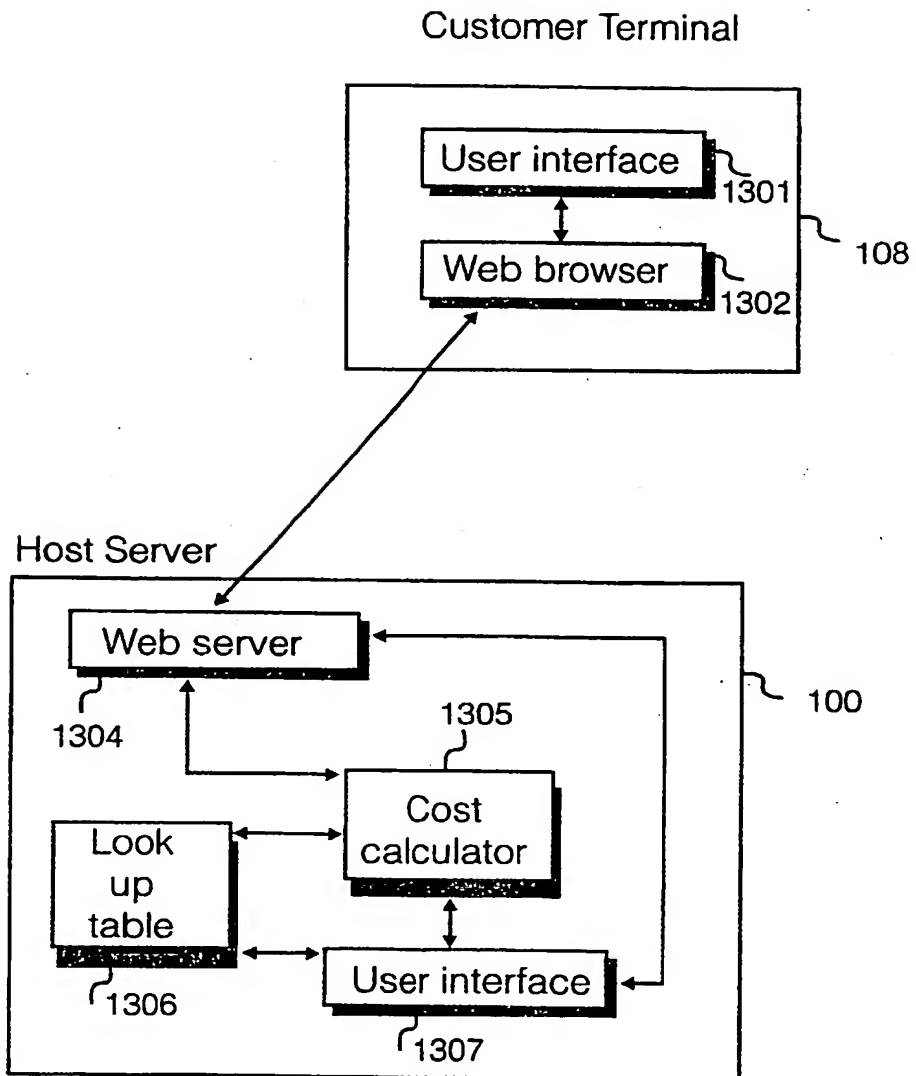 Customer Terminal
User interface
1301
Web browser
1302
108
Host Server
Web server
1304
100
1305
Cost
calculator
Look
up
table
1306
User interface
1307